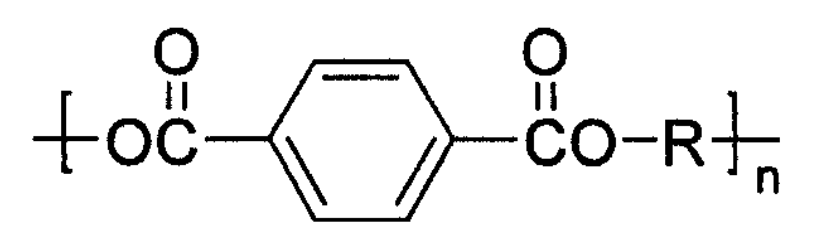 O O
[ OC CO R ] n